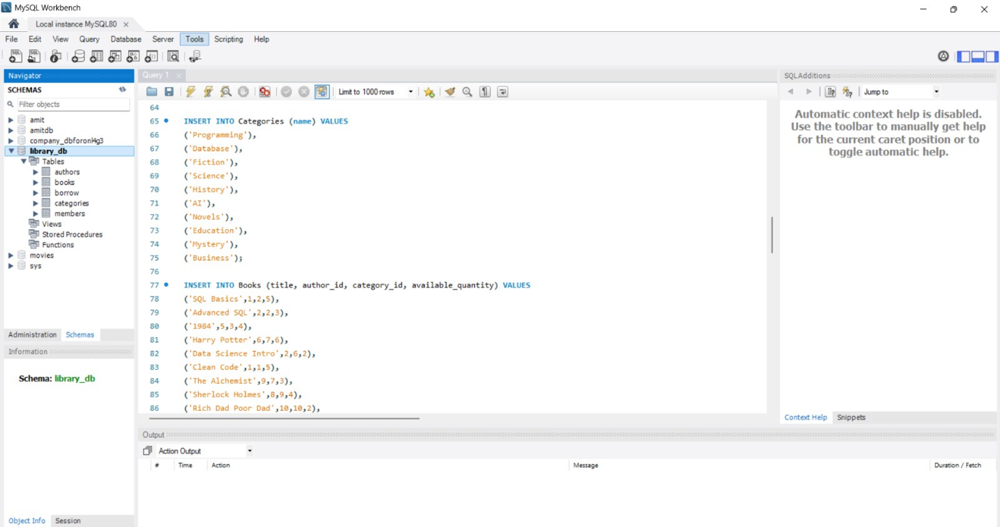 MySQL Workbench
Local instance MySQL80
File Edit View Query Database Server Tools Scripting Help
Navigator
SCHEMAS
Filter objects
amit
amitdb
company_dbforonl4g3
library_db
Tables
authors
books
borrow
categories
members
Views
Stored Procedures
Functions
movies
sys
Administration Schemas
Information
Schema: library_db
Object Info Session
Query 1
Limit to 1000 rows
64
65 INSERT INTO Categories (name) VALUES
66 ('Programming'),
67 ('Database'),
68 ('Fiction'),
69 ('Science'),
70 ('History'),
71 ('AI'),
72 ('Novels'),
73 ('Education'),
74 ('Mystery'),
75 ('Business');
76
77 INSERT INTO Books (title, author_id, category_id, available_quantity) VALUES
78 ('SQL Basics',1,2,5),
79 ('Advanced SQL',2,2,3),
80 ('1984',5,3,4),
81 ('Harry Potter',6,7,6),
82 ('Data Science Intro',2,6,2),
83 ('Clean Code',1,1,5),
84 ('The Alchemist',9,7,3),
85 ('Sherlock Holmes',8,9,4),
86 ('Rich Dad Poor Dad',10,10,2),
Output
Action Output
# Time Action Message Duration / Fetch
SQLAdditions
Jump to
Automatic context help is disabled.
Use the toolbar to manually get help
for the current caret position or to
toggle automatic help.
Context Help Snippets